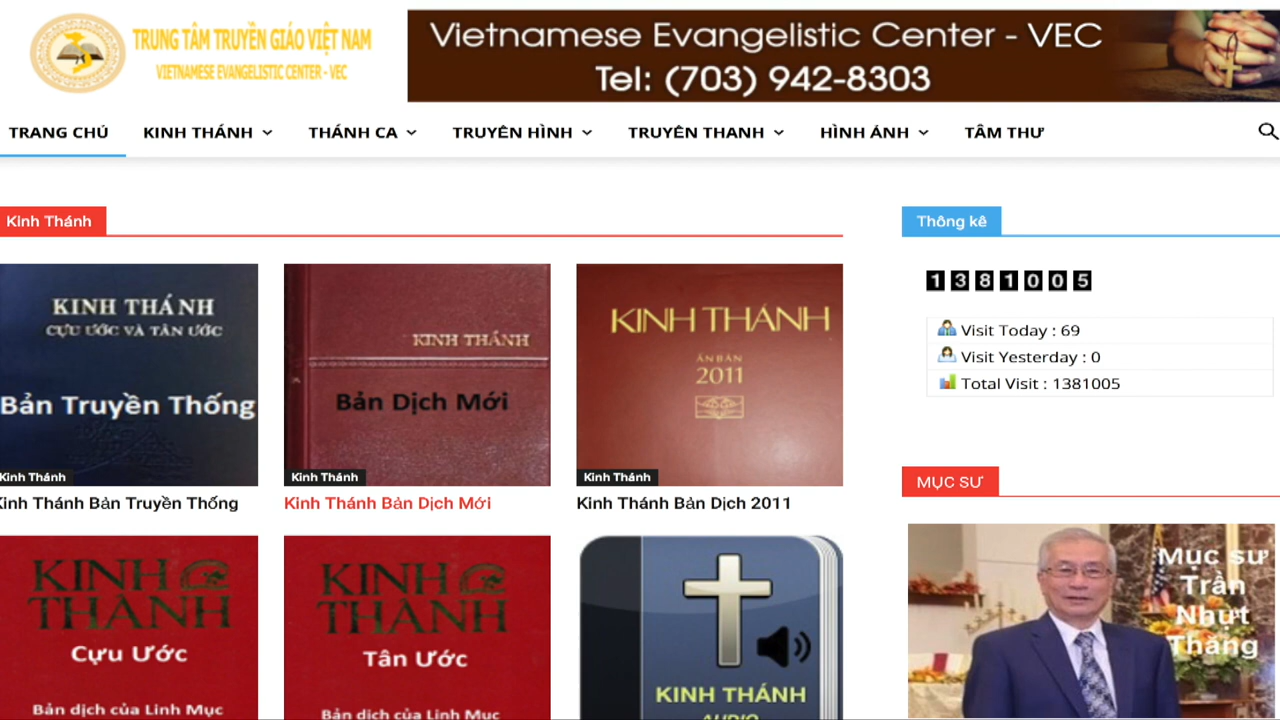 TRUNG TÂM TRUYỀN GIÁO VIỆT NAM
VIETNAMESE EVANGELISTIC CENTER - VEC
Vietnamese Evangelistic Center - VEC
Tel: (703) 942-8303
TRANG CHỦ
KINH THÁNH
THÁNH CA
TRUYỀN HÌNH
TRUYỀN THANH
HÌNH ẢNH
TÂM THƯ
Kinh Thánh
KINH THÁNH
CỰU ƯỚC VÀ TÂN ƯỚC
Bản Truyền Thống
Kinh Thánh
Kinh Thánh Bản Truyền Thống
KINH THÁNH
Bản Dịch Mới
Kinh Thánh
Kinh Thánh Bản Dịch Mới
KINH THÁNH
ẤN BẢN
2011
Kinh Thánh
Kinh Thánh Bản Dịch 2011
KINH
THÁNH
Cựu Ước
Bản dịch của Linh Mục
KINH
THÁNH
Tân Ước
Bản dịch của Linh Mục
KINH THÁNH
AUDIO
Thông kê
1381005
Visit Today : 69
Visit Yesterday : 0
Total Visit : 1381005
MỤC SƯ
Mục sư
Trần
Nhựt
Thăng